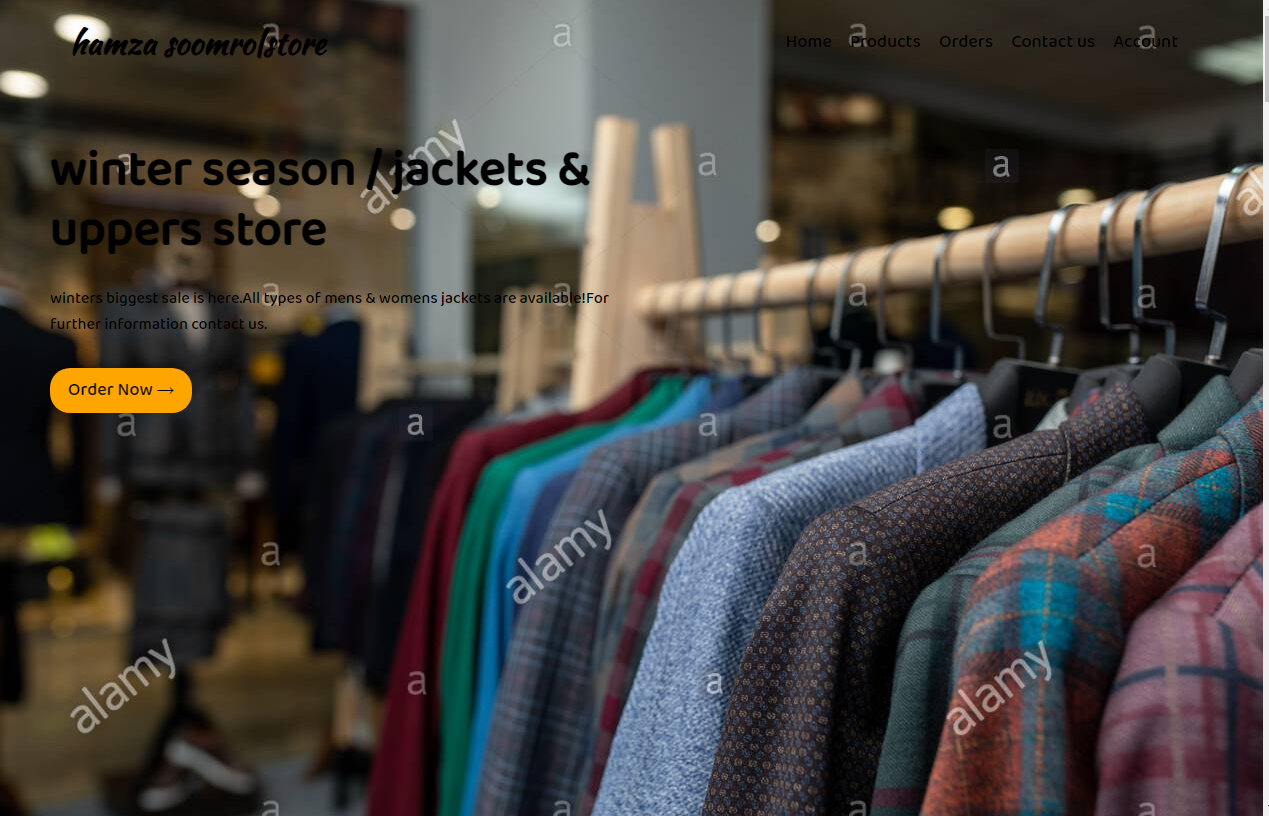 hamza soomro|store
Home Products Orders Contact us Account
winter season / jackets &
uppers store
winters biggest sale is here.All types of mens & womens jackets are available!For
further information contact us.
Order Now →
a
a
a
a
a
a
a
alamy
a
a
a
a
a
a
a
a
alamy
a
a
a
alamy
alamy
a
a
a
a
a
a